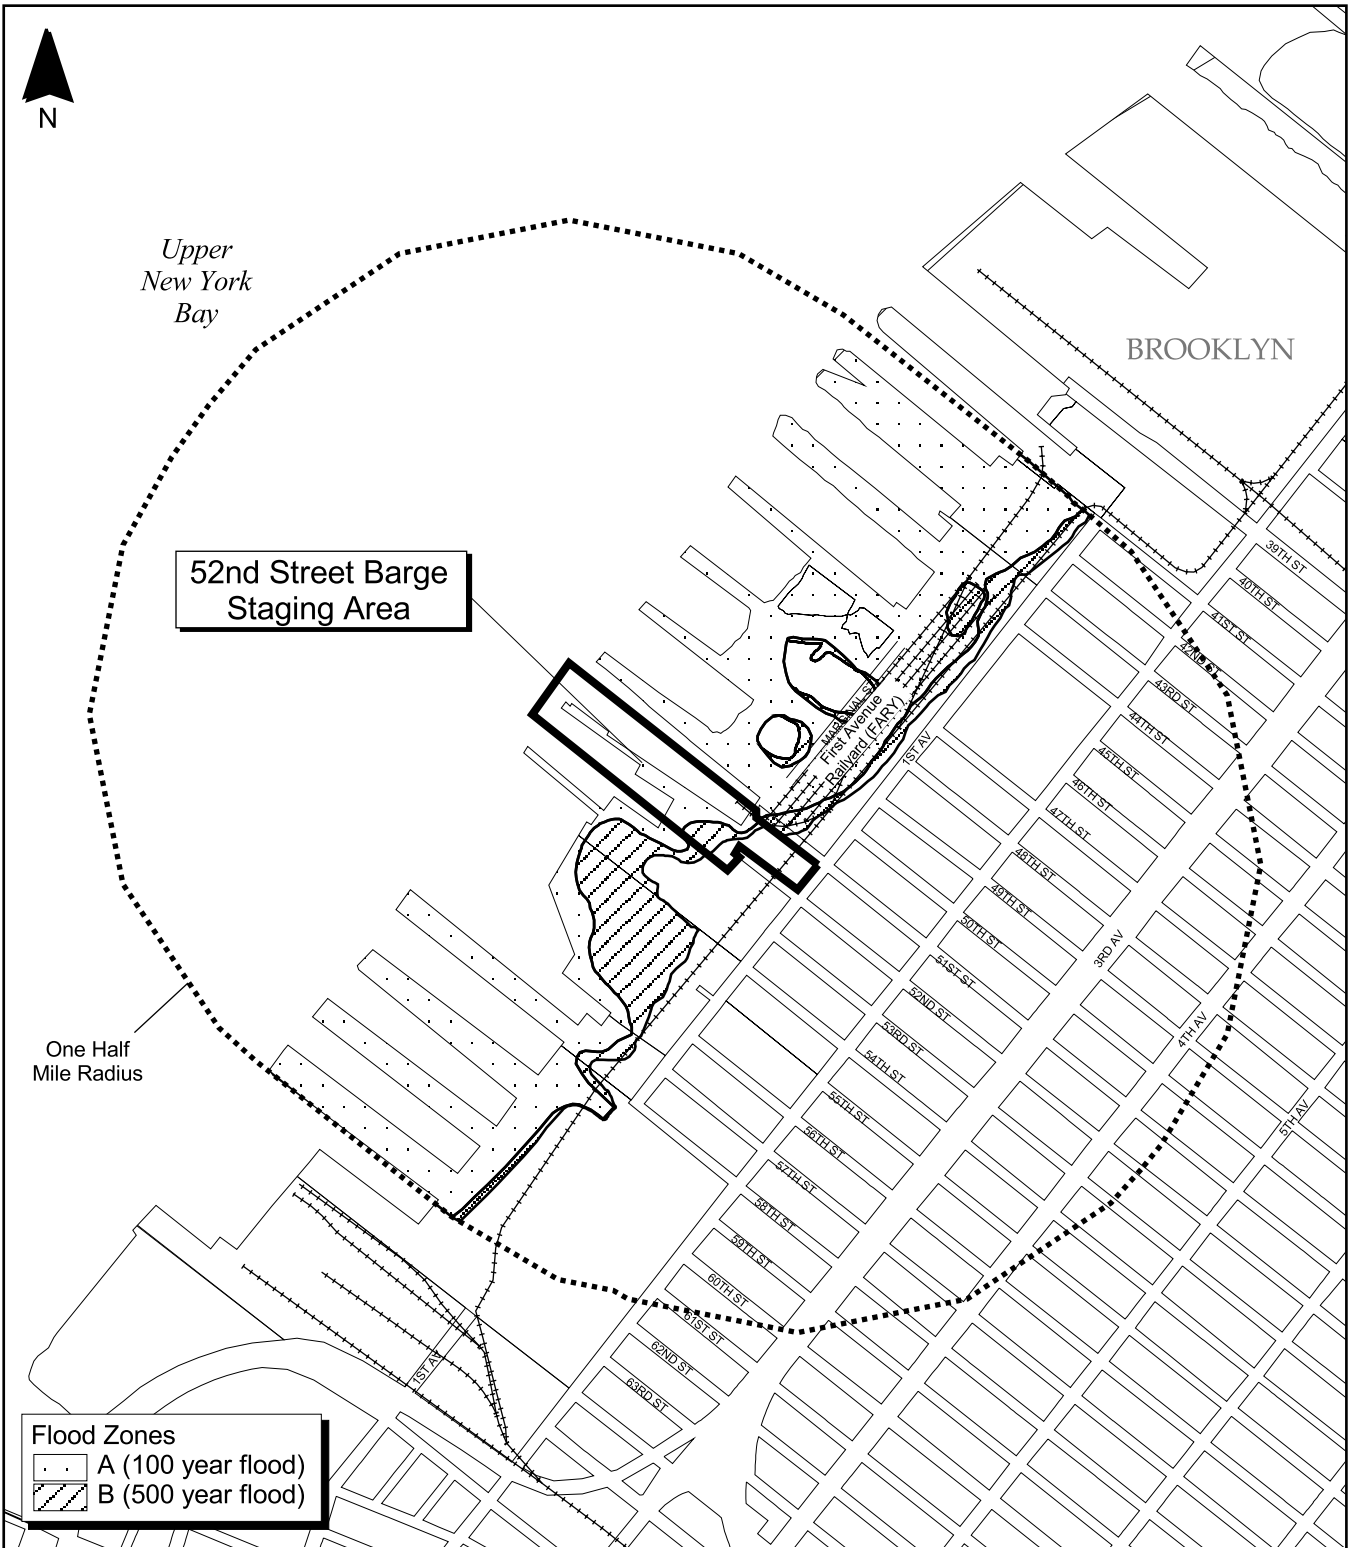 N
Upper
New York
Bay
BROOKLYN
52nd Street Barge
Staging Area
39TH ST
40TH ST
41ST ST
42ND ST
43RD ST
44TH ST
45TH ST
46TH ST
47TH ST
48TH ST
49TH ST
50TH ST
51ST ST
52ND ST
53RD ST
54TH ST
55TH ST
56TH ST
57TH ST
58TH ST
59TH ST
60TH ST
61ST ST
62ND ST
63RD ST
MARGINAL ST
First Avenue
Railyard (FARY)
1ST AV
3RD AV
4TH AV
5TH AV
1ST AV
One Half
Mile Radius
Flood Zones
A (100 year flood)
B (500 year flood)